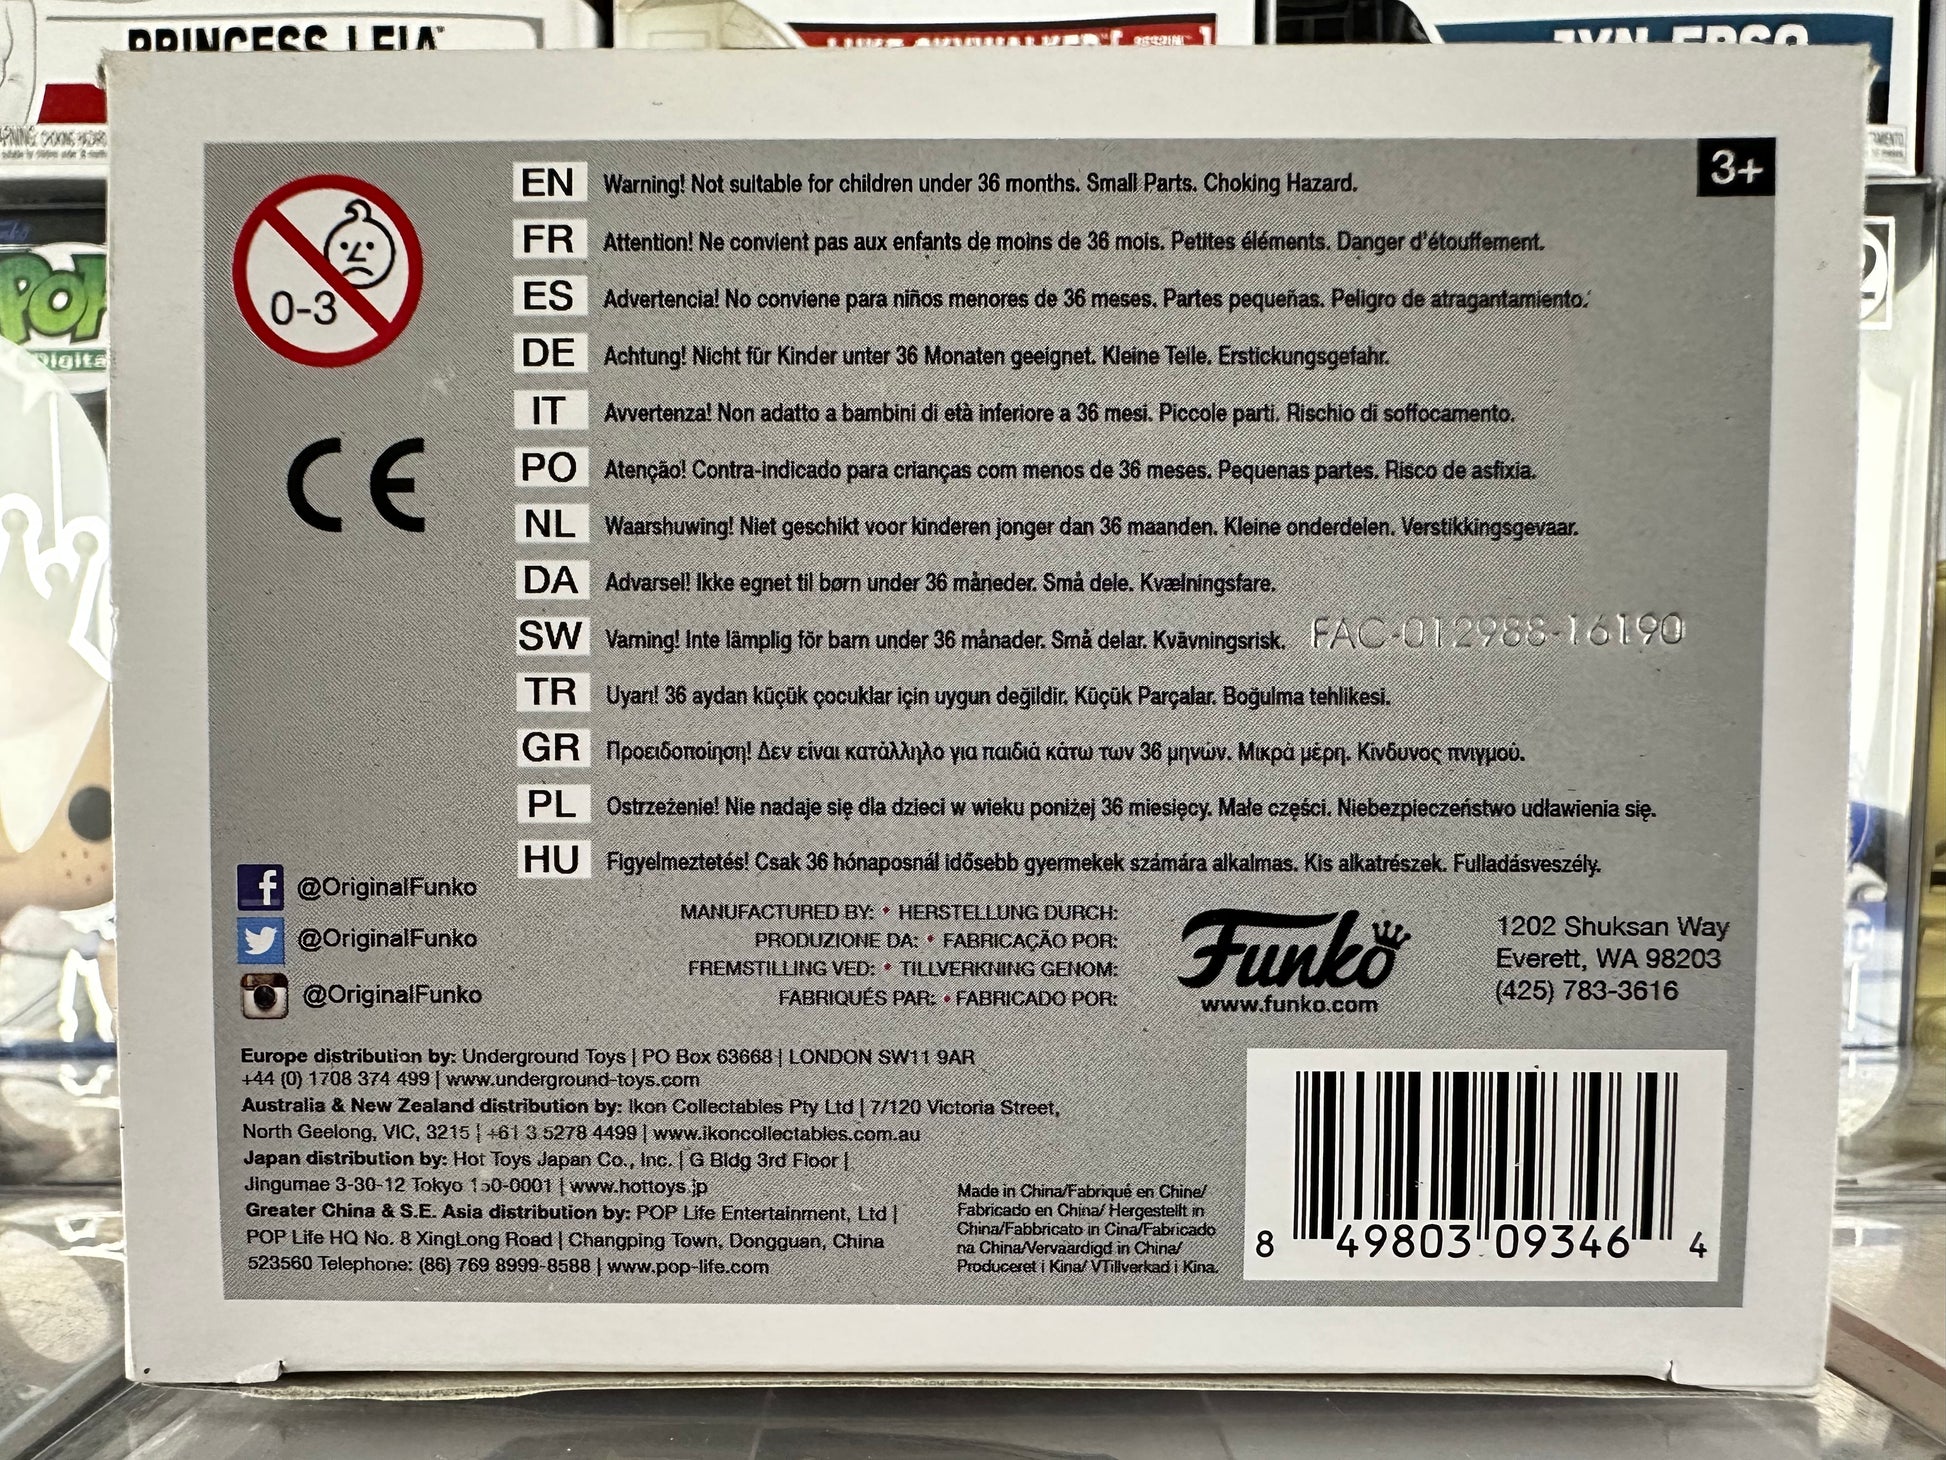 PRINCESS LEIA™
LUKE SKYWALKER
JYN ERSO
POP
Digita
3+
0-3
CE
EN Warning! Not suitable for children under 36 months. Small Parts. Choking Hazard.
FR Attention! Ne convient pas aux enfants de moins de 36 mois. Petites éléments. Danger d'étouffement.
ES Advertencia! No conviene para niños menores de 36 meses. Partes pequeñas. Peligro de atragantamiento.
DE Achtung! Nicht für Kinder unter 36 Monaten geeignet. Kleine Teile. Erstickungsgefahr.
IT Avvertenza! Non adatto a bambini di età inferiore a 36 mesi. Piccole parti. Rischio di soffocamento.
PO Atenção! Contra-indicado para crianças com menos de 36 meses. Pequenas partes. Risco de asfixia.
NL Waarshuwing! Niet geschikt voor kinderen jonger dan 36 maanden. Kleine onderdelen. Verstikkingsgevaar.
DA Advarsel! Ikke egnet til børn under 36 måneder. Små dele. Kvælningsfare.
SW Varning! Inte lämplig för barn under 36 månader. Små delar. Kvävningsrisk. FAC-012988-16190
TR Uyarı! 36 aydan küçük çocuklar için uygun değildir. Küçük Parçalar. Boğulma tehlikesi.
GR Προειδοποίηση! Δεν είναι κατάλληλο για παιδιά κάτω των 36 μηνών. Μικρά μέρη. Κίνδυνος πνιγμού.
PL Ostrzeżenie! Nie nadaje się dla dzieci w wieku poniżej 36 miesięcy. Małe części. Niebezpieczeństwo udławienia się.
HU Figyelmeztetés! Csak 36 hónaposnál idősebb gyermekek számára alkalmas. Kis alkatrészek. Fulladásveszély.
@OriginalFunko
@OriginalFunko
@OriginalFunko
MANUFACTURED BY: • HERSTELLUNG DURCH:
PRODUZIONE DA: • FABRICAÇÃO POR:
FREMSTILLING VED: • TILLVERKNING GENOM:
FABRIQUÉS PAR: • FABRICADO POR:
Funko
www.funko.com
1202 Shuksan Way
Everett, WA 98203
(425) 783-3616
Europe distribution by: Underground Toys | PO Box 63668 | LONDON SW11 9AR
+44 (0) 1708 374 499 | www.underground-toys.com
Australia & New Zealand distribution by: Ikon Collectables Pty Ltd | 7/120 Victoria Street,
North Geelong, VIC, 3215 | +61 3 5278 4499 | www.ikoncollectables.com.au
Japan distribution by: Hot Toys Japan Co., Inc. | G Bldg 3rd Floor |
Jingumae 3-30-12 Tokyo 150-0001 | www.hottoys.jp
Greater China & S.E. Asia distribution by: POP Life Entertainment, Ltd |
POP Life HQ No. 8 XingLong Road | Changping Town, Dongguan, China
523560 Telephone: (86) 769 8999-8588 | www.pop-life.com
Made in China/Fabriqué en Chine/
Fabricado en China/ Hergestellt in
China/Fabbricato in Cina/Fabricado
na China/Vervaardigd in China/
Produceret i Kina/ VTillverkad i Kina.
8 49803 09346 4